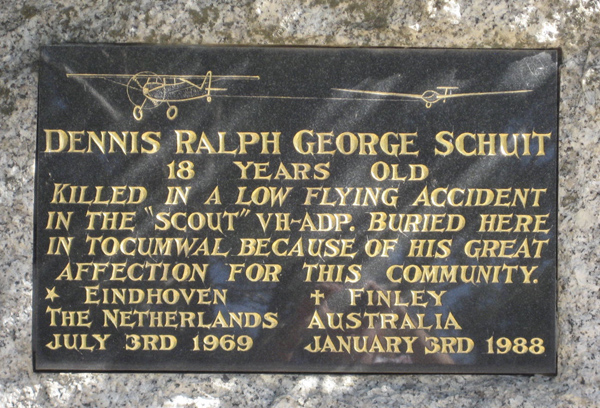 DENNIS RALPH GEORGE SCHUIT
18 YEARS OLD
KILLED IN A LOW FLYING ACCIDENT
IN THE "SCOUT" VH-ADP. BURIED HERE
IN TOCUMWAL BECAUSE OF HIS GREAT
AFFECTION FOR THIS COMMUNITY.
★ EINDHOVEN
THE NETHERLANDS
JULY 3RD 1969
✝ FINLEY
AUSTRALIA
JANUARY 3RD 1988